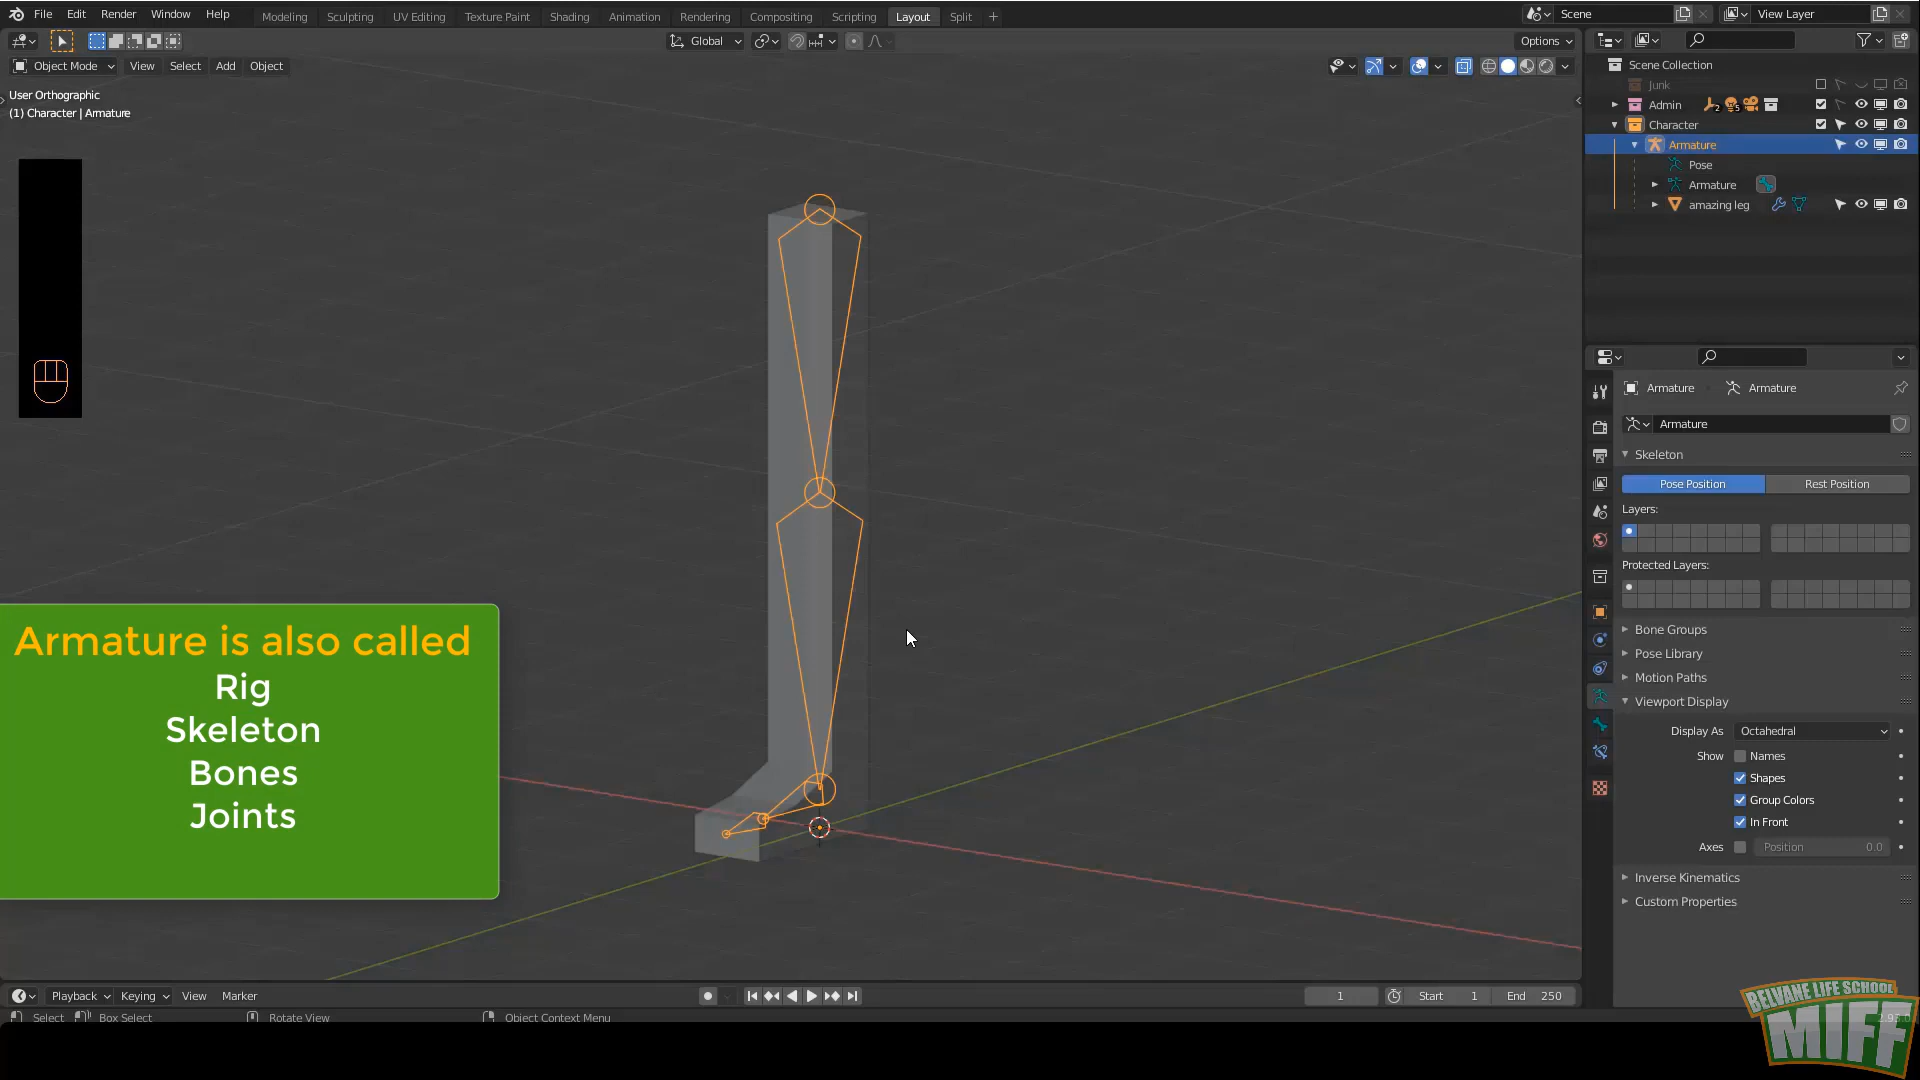 File Edit Render Window Help
Modeling Sculpting UV Editing Texture Paint Shading Animation Rendering Compositing Scripting Layout Split +
Scene View Layer
Global Options
Object Mode View Select Add Object
User Orthographic
(1) Character | Armature
Scene Collection
Junk
Admin 2 5
Character
Armature
Pose
Armature
amazing leg
Armature Armature
Armature
Skeleton
Pose Position Rest Position
Layers:
Protected Layers:
Bone Groups
Pose Library
Motion Paths
Viewport Display
Display As Octahedral
Show Names
Shapes
Group Colors
In Front
Axes Position 0.0
Inverse Kinematics
Custom Properties
Armature is also called
Rig
Skeleton
Bones
Joints
Playback Keying View Marker
1 Start 1 End 250
Select Box Select Rotate View Object Context Menu
BELVANE LIFE SCHOOL
MIFF